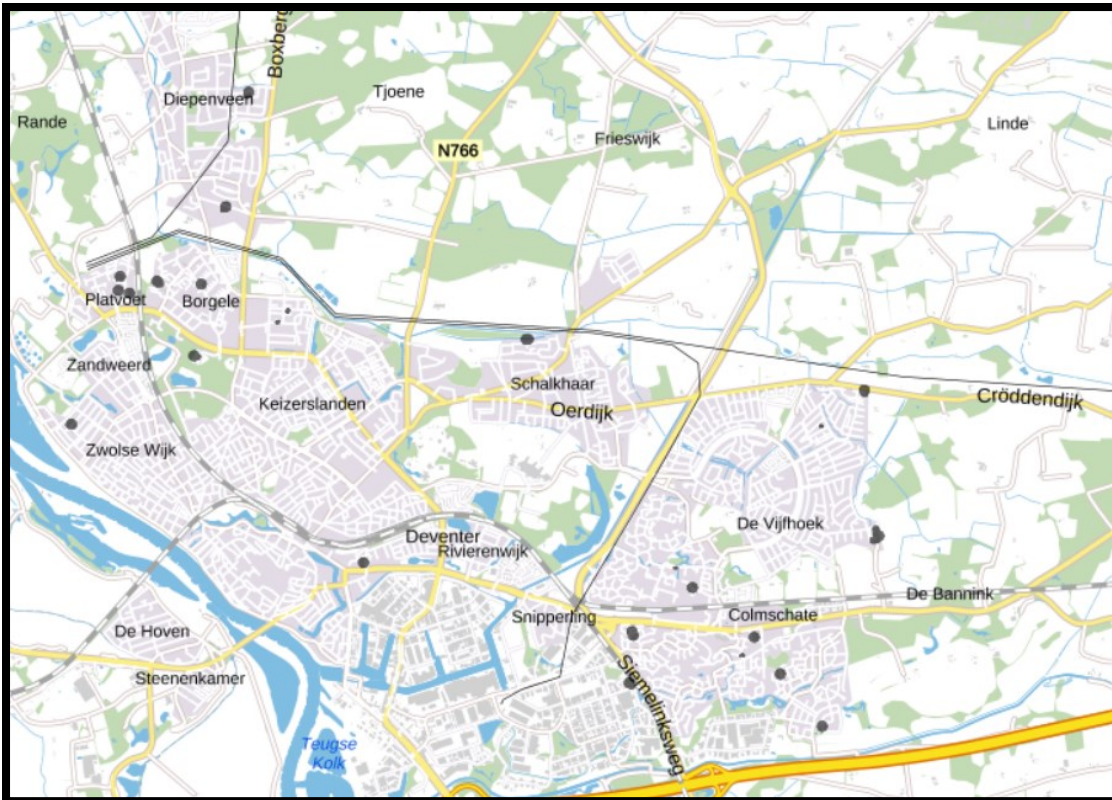 Boxberg
Diepenveen
Tjoene
Rande
Linde
Frieswijk
N766
Platvoet
Borgele
Zandweerd
Schalkhaar
Keizerslanden
Oerdijk
Cröddendijk
Zwolse Wijk
De Vijfhoek
Deventer
Rivierenwijk
De Bannink
Snipperling
Colmschate
De Hoven
Siemelinksweg
Steenenkamer
Teugse
Kolk